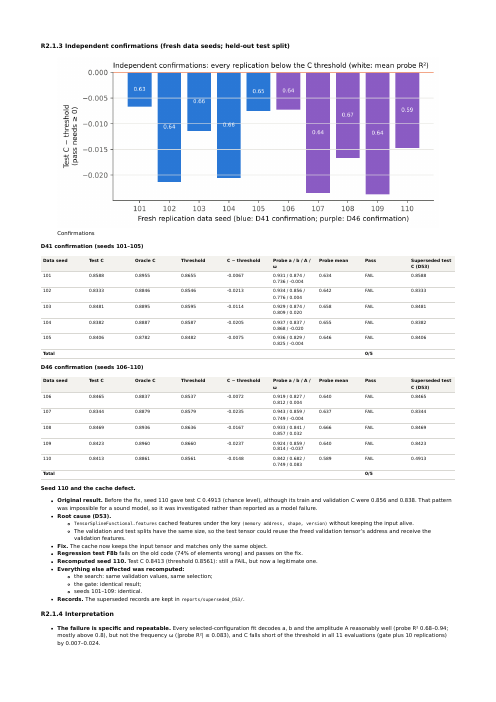 R2.1.3 Independent confirmations (fresh data seeds; held-out test split)
Independent confirmations: every replication below the C threshold (white: mean probe R²)
Test C − threshold
(pass needs ≥ 0)
0.000
−0.005
−0.010
−0.015
−0.020
0.63
0.64
0.66
0.66
0.65
0.64
0.64
0.67
0.64
0.59
101 102 103 104 105 106 107 108 109 110
Fresh replication data seed (blue: D41 confirmation; purple: D46 confirmation)
Confirmations
D41 confirmation (seeds 101–105)
Data seed Test C Oracle C Threshold C − threshold Probe a / b / A / ω Probe mean Pass Superseded test C (D53)
101 0.8588 0.8955 0.8655 -0.0067 0.931 / 0.874 / 0.736 / -0.004 0.634 FAIL 0.8588
102 0.8333 0.8846 0.8546 -0.0213 0.934 / 0.856 / 0.776 / 0.004 0.642 FAIL 0.8333
103 0.8481 0.8895 0.8595 -0.0114 0.929 / 0.874 / 0.809 / 0.020 0.658 FAIL 0.8481
104 0.8382 0.8887 0.8587 -0.0205 0.937 / 0.837 / 0.868 / -0.020 0.655 FAIL 0.8382
105 0.8406 0.8782 0.8482 -0.0075 0.936 / 0.829 / 0.825 / -0.004 0.646 FAIL 0.8406
Total 0/5
D46 confirmation (seeds 106–110)
Data seed Test C Oracle C Threshold C − threshold Probe a / b / A / ω Probe mean Pass Superseded test C (D53)
106 0.8465 0.8837 0.8537 -0.0072 0.919 / 0.827 / 0.812 / 0.004 0.640 FAIL 0.8465
107 0.8344 0.8879 0.8579 -0.0235 0.943 / 0.859 / 0.749 / -0.004 0.637 FAIL 0.8344
108 0.8469 0.8936 0.8636 -0.0167 0.933 / 0.841 / 0.857 / 0.032 0.666 FAIL 0.8469
109 0.8423 0.8960 0.8660 -0.0237 0.924 / 0.859 / 0.814 / -0.037 0.640 FAIL 0.8423
110 0.8413 0.8861 0.8561 -0.0148 0.842 / 0.682 / 0.749 / 0.083 0.589 FAIL 0.4913
Total 0/5
Seed 110 and the cache defect.
• Original result. Before the fix, seed 110 gave test C 0.4913 (chance level), although its train and validation C were 0.856 and 0.838. That pattern
was impossible for a sound model, so it was investigated rather than reported as a model failure.
• Root cause (D53).
TensorSplineFunctional.features cached features under the key (memory address, shape, version) without keeping the input alive.
The validation and test splits have the same size, so the test tensor could reuse the freed validation tensor's address and receive the
validation features.
• Fix. The cache now keeps the input tensor and matches only the same object.
• Regression test F8b fails on the old code (74% of elements wrong) and passes on the fix.
• Recomputed seed 110. Test C 0.8413 (threshold 0.8561): still a FAIL, but now a legitimate one.
• Everything else affected was recomputed:
the search: same validation values, same selection;
the gate: identical result;
seeds 101–109: identical.
• Records. The superseded records are kept in reports/superseded_D53/.
R2.1.4 Interpretation
• The failure is specific and repeatable. Every selected-configuration fit decodes a, b and the amplitude A reasonably well (probe R² 0.68–0.94;
mostly above 0.8), but not the frequency ω (|probe R²| ≤ 0.083), and C falls short of the threshold in all 11 evaluations (gate plus 10 replications)
by 0.007–0.024.